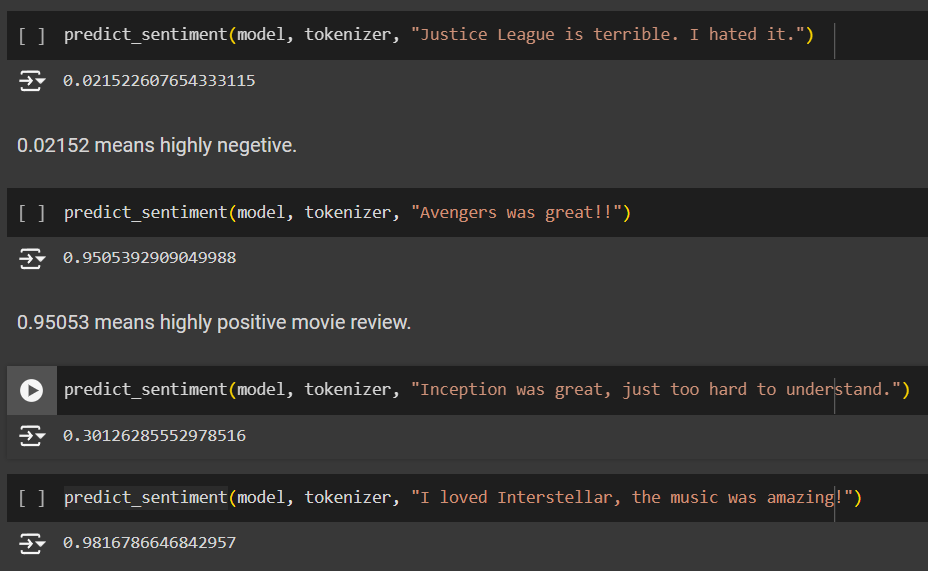 [ ] predict_sentiment(model, tokenizer, "Justice League is terrible. I hated it.")
0.021522607654333115
0.02152 means highly negetive.
[ ] predict_sentiment(model, tokenizer, "Avengers was great!!")
0.9505392909049988
0.95053 means highly positive movie review.
predict_sentiment(model, tokenizer, "Inception was great, just too hard to understand.")
0.30126285552978516
[ ] predict_sentiment(model, tokenizer, "I loved Interstellar, the music was amazing!")
0.9816786646842957